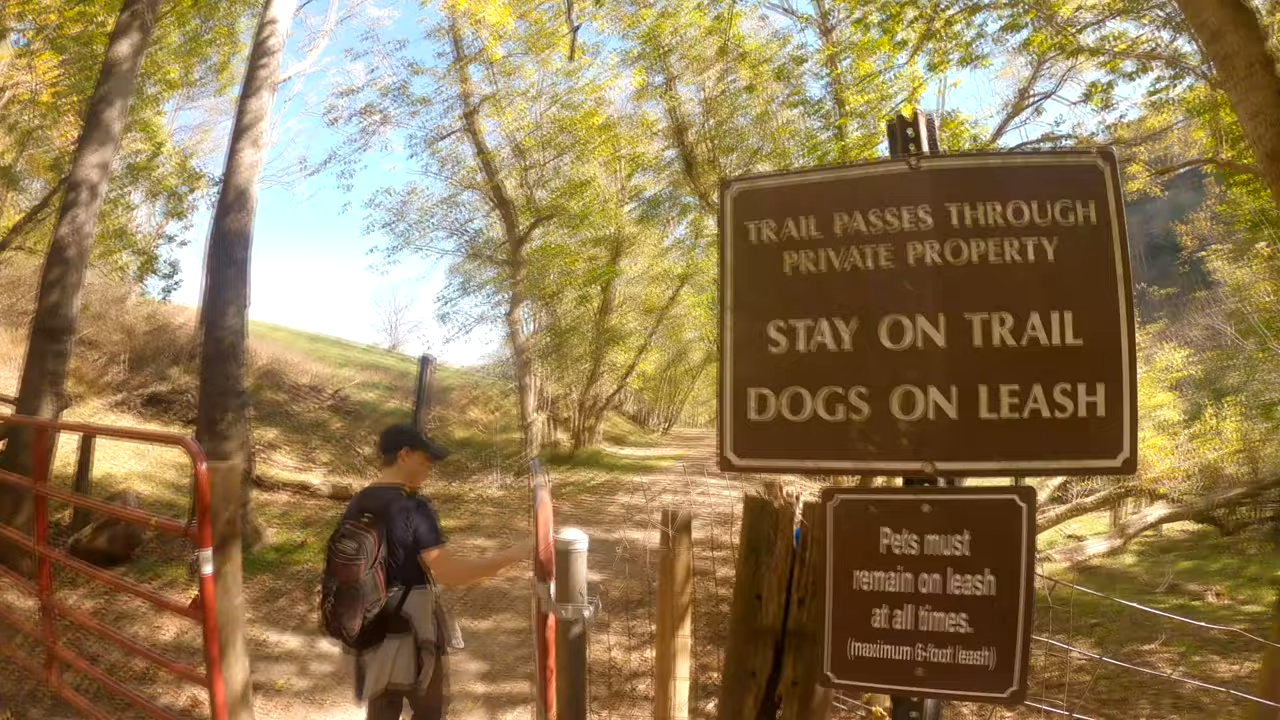 TRAIL PASSES THROUGH
PRIVATE PROPERTY
STAY ON TRAIL
DOGS ON LEASH
Pets must
remain on leash
at all times.
(maximum 6-foot leash)